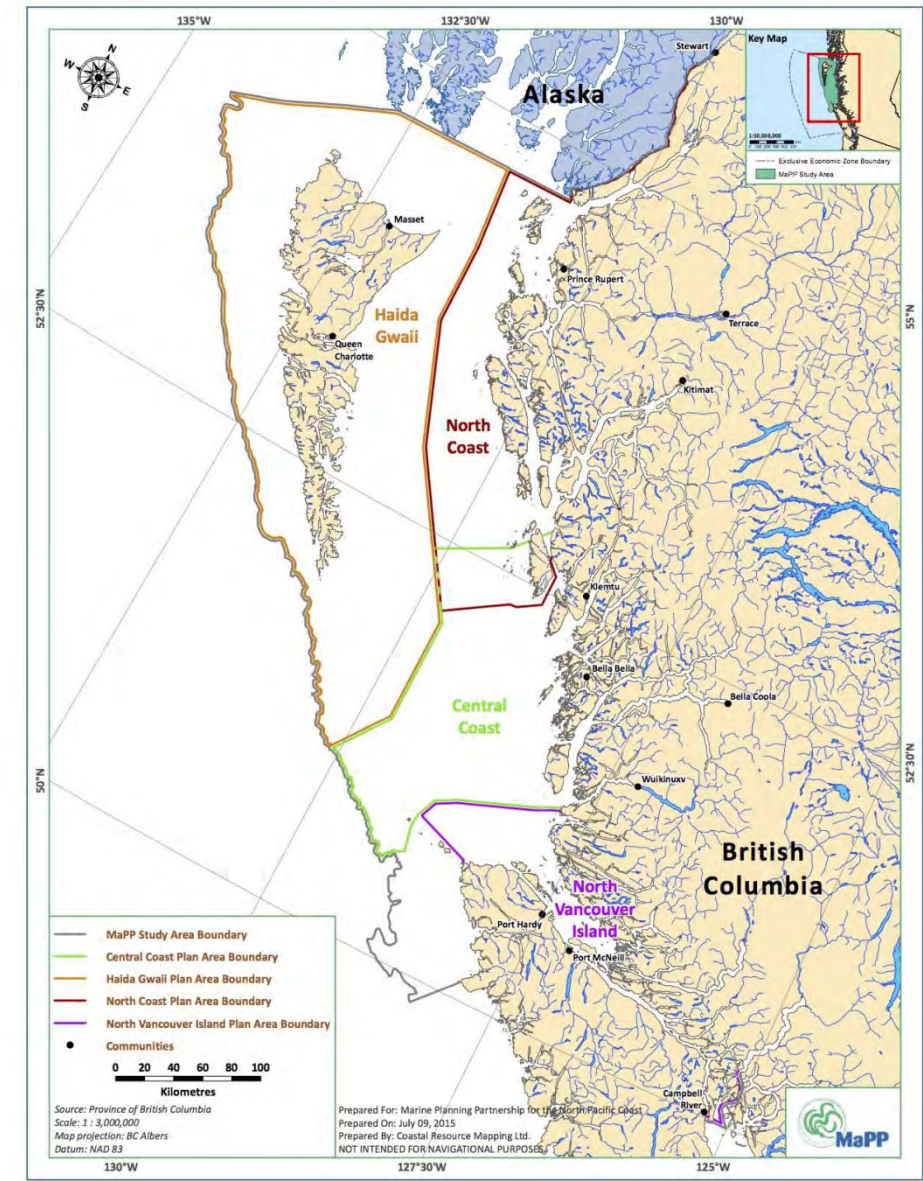 135°W
132°30'W
130°W
N
W
E
S
Stewart
Key Map
Alaska
1:50,000,000
Exclusive Economic Zone Boundary
MaPP Study Area
Masset
Prince Rupert
52°30'N
55°N
Haida
Gwaii
Terrace
Queen
Charlotte
Kitimat
North
Coast
Klemtu
Bella Bella
Bella Coola
Central
Coast
50°N
52°30'N
Wuikinuxv
British
Columbia
North
Vancouver
Island
Port Hardy
Port McNeill
MaPP Study Area Boundary
Central Coast Plan Area Boundary
Haida Gwaii Plan Area Boundary
North Coast Plan Area Boundary
North Vancouver Island Plan Area Boundary
Communities
0 20 40 60 80 100
Kilometres
Campbell
River
Source: Province of British Columbia
Scale: 1 : 3,000,000
Map projection: BC Albers
Datum: NAD 83
Prepared For: Marine Planning Partnership for the North Pacific Coast
Prepared On: July 09, 2015
Prepared By: Coastal Resource Mapping Ltd.
NOT INTENDED FOR NAVIGATIONAL PURPOSES
MaPP
130°W
127°30'W
125°W